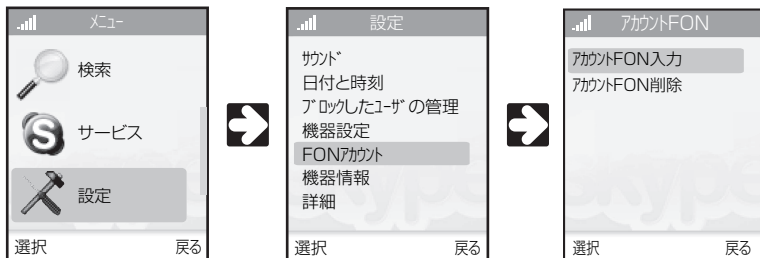 メニュー
検索
サービス
設定
選択 戻る
設定
サウンド
日付と時刻
ブロックしたユーザの管理
機器設定
FONアカウント
機器情報
詳細
選択 戻る
アカウントFON
アカウントFON入力
アカウントFON削除
選択 戻る